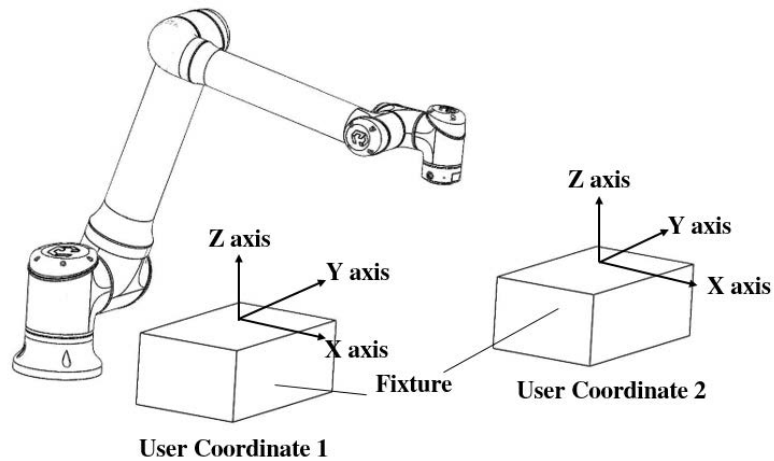 Z axis
Y axis
X axis
Z axis
Y axis
X axis
Fixture
User Coordinate 2
User Coordinate 1